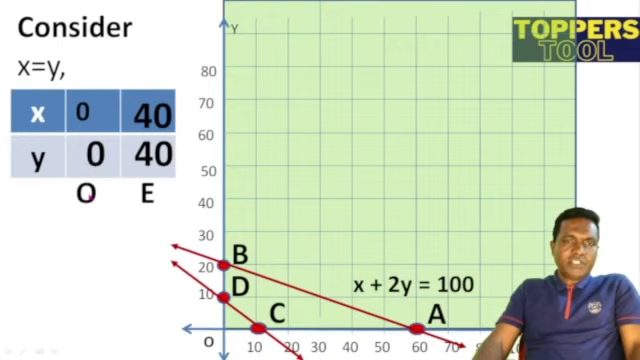 Consider
TOPPERS
TOOL
x=y,
x 0 40
y 0 40
O E
Y
80
70
60
50
40
30
20
10
B
D
C
A
x + 2y = 100
O
10 20 30 40 50 60 70 80